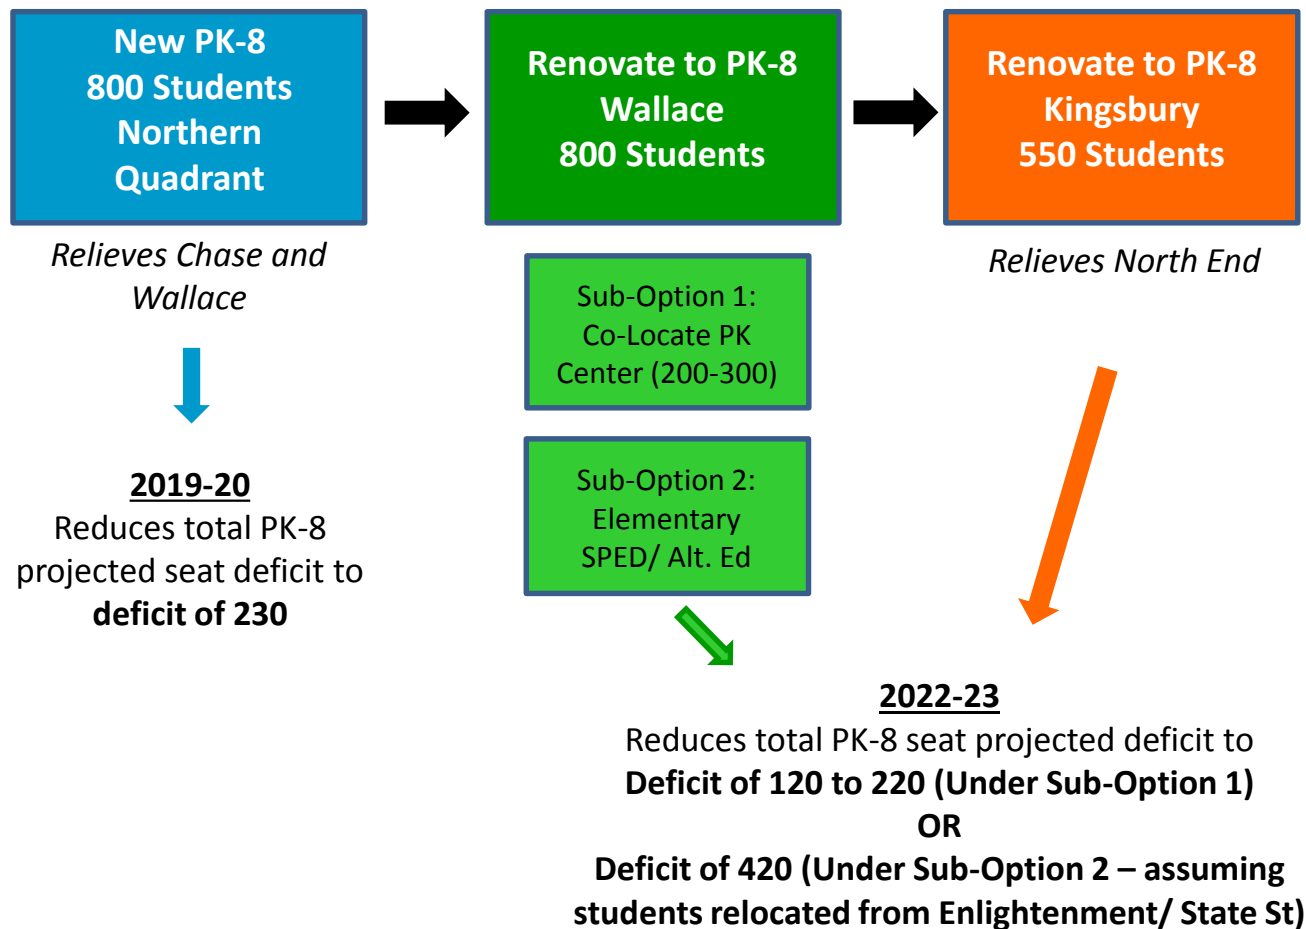 New PK-8
800 Students
Northern
Quadrant
Renovate to PK-8
Wallace
800 Students
Renovate to PK-8
Kingsbury
550 Students
Relieves Chase and
Wallace
Relieves North End
Sub-Option 1:
Co-Locate PK
Center (200-300)
Sub-Option 2:
Elementary
SPED/ Alt. Ed
2019-20
Reduces total PK-8
projected seat deficit to
deficit of 230
2022-23
Reduces total PK-8 seat projected deficit to
Deficit of 120 to 220 (Under Sub-Option 1)
OR
Deficit of 420 (Under Sub-Option 2 – assuming
students relocated from Enlightenment/ State St)